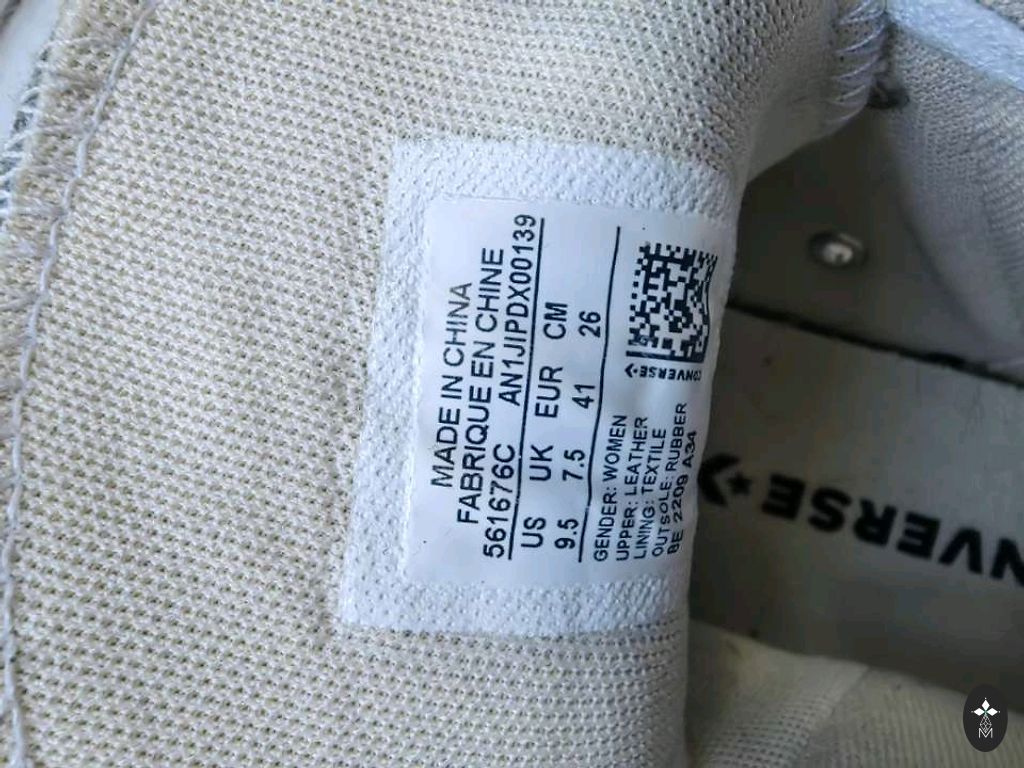 MADE IN CHINA
FABRIQUE EN CHINE
561676C AN1JIPDX00139
US UK EUR CM
9.5 7.5 41 26
GENDER: WOMEN
UPPER: LEATHER
LINING: TEXTILE
OUTSOLE: RUBBER
BE 2209 A34
CONVERSE
NVERSE
M